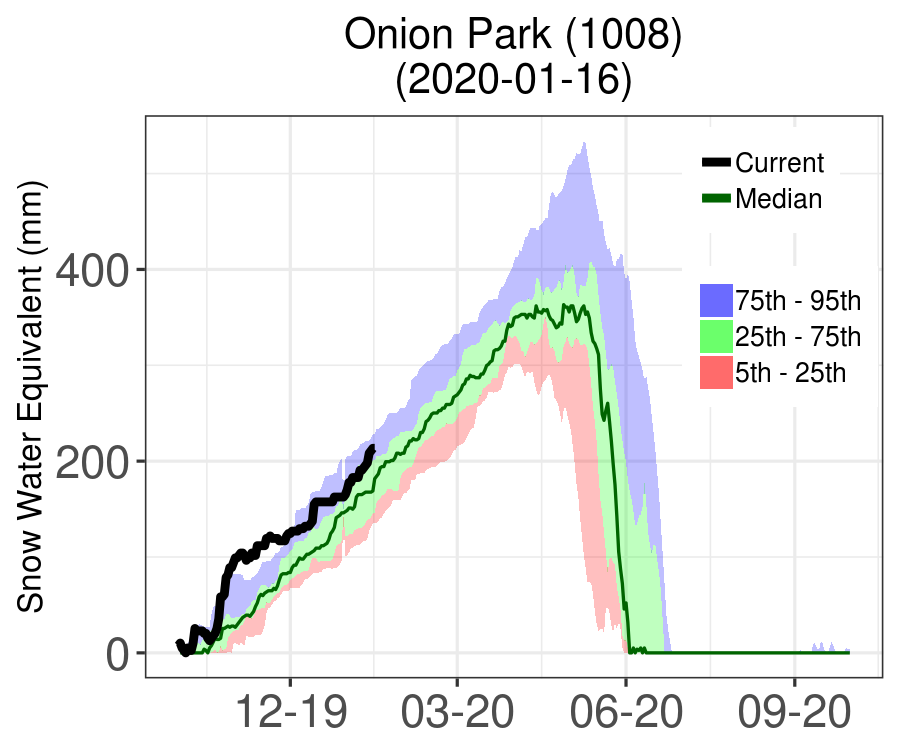 Onion Park (1008)
(2020-01-16)
Snow Water Equivalent (mm)
400
200
0
12-19
03-20
06-20
09-20
Current
Median
75th - 95th
25th - 75th
5th - 25th